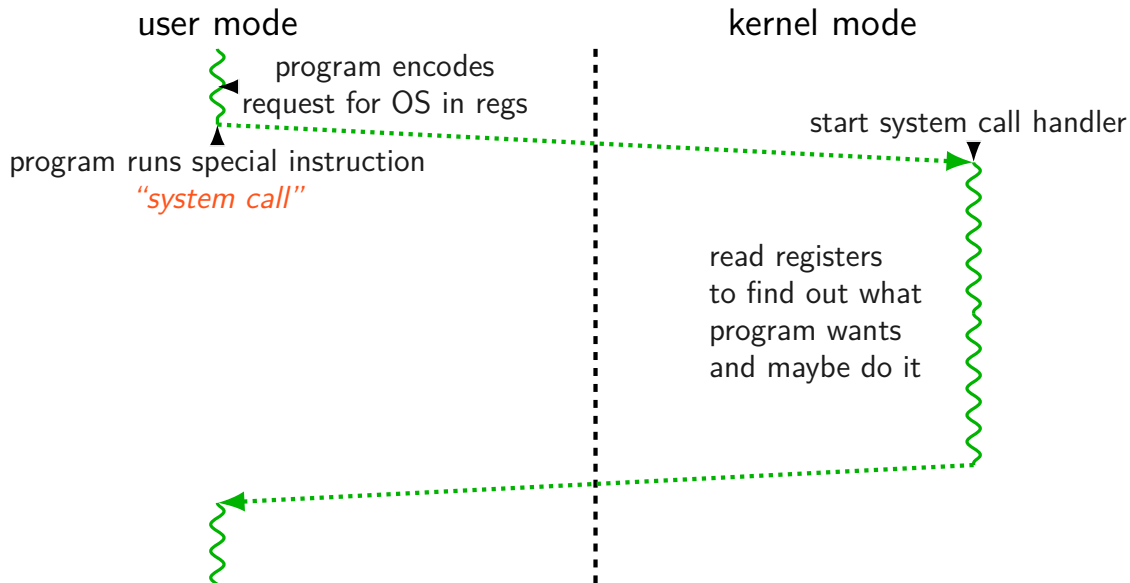 user mode
kernel mode
program encodes
request for OS in regs
start system call handler
program runs special instruction
“system call”
read registers
to find out what
program wants
and maybe do it